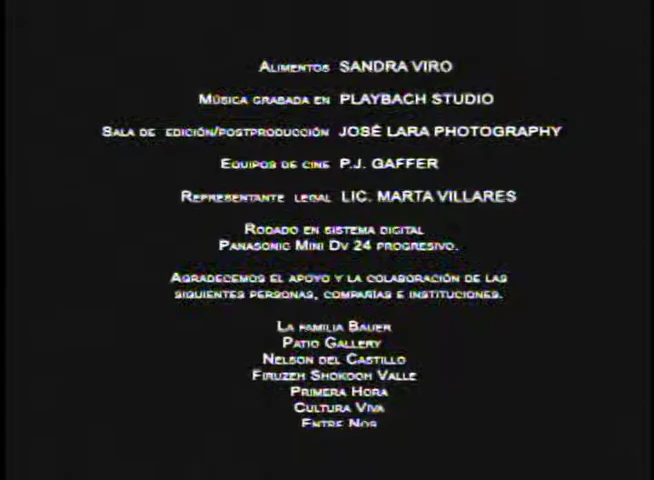 Alimentos SANDRA VIRO
Música grabada en PLAYBACH STUDIO
Sala de edición/postproducción JOSÉ LARA PHOTOGRAPHY
Equipos de cine P.J. GAFFER
Representante legal LIC. MARTA VILLARES
Rodado en sistema digital
Panasonic Mini Dv 24 progresivo.
Agradecemos el apoyo y la colaboración de las
siguientes personas, compañías e instituciones.
La familia Bauer
Patio Gallery
Nelson del Castillo
Firuzeh Shokooh Valle
Primera Hora
Cultura Viva
Entre Nos